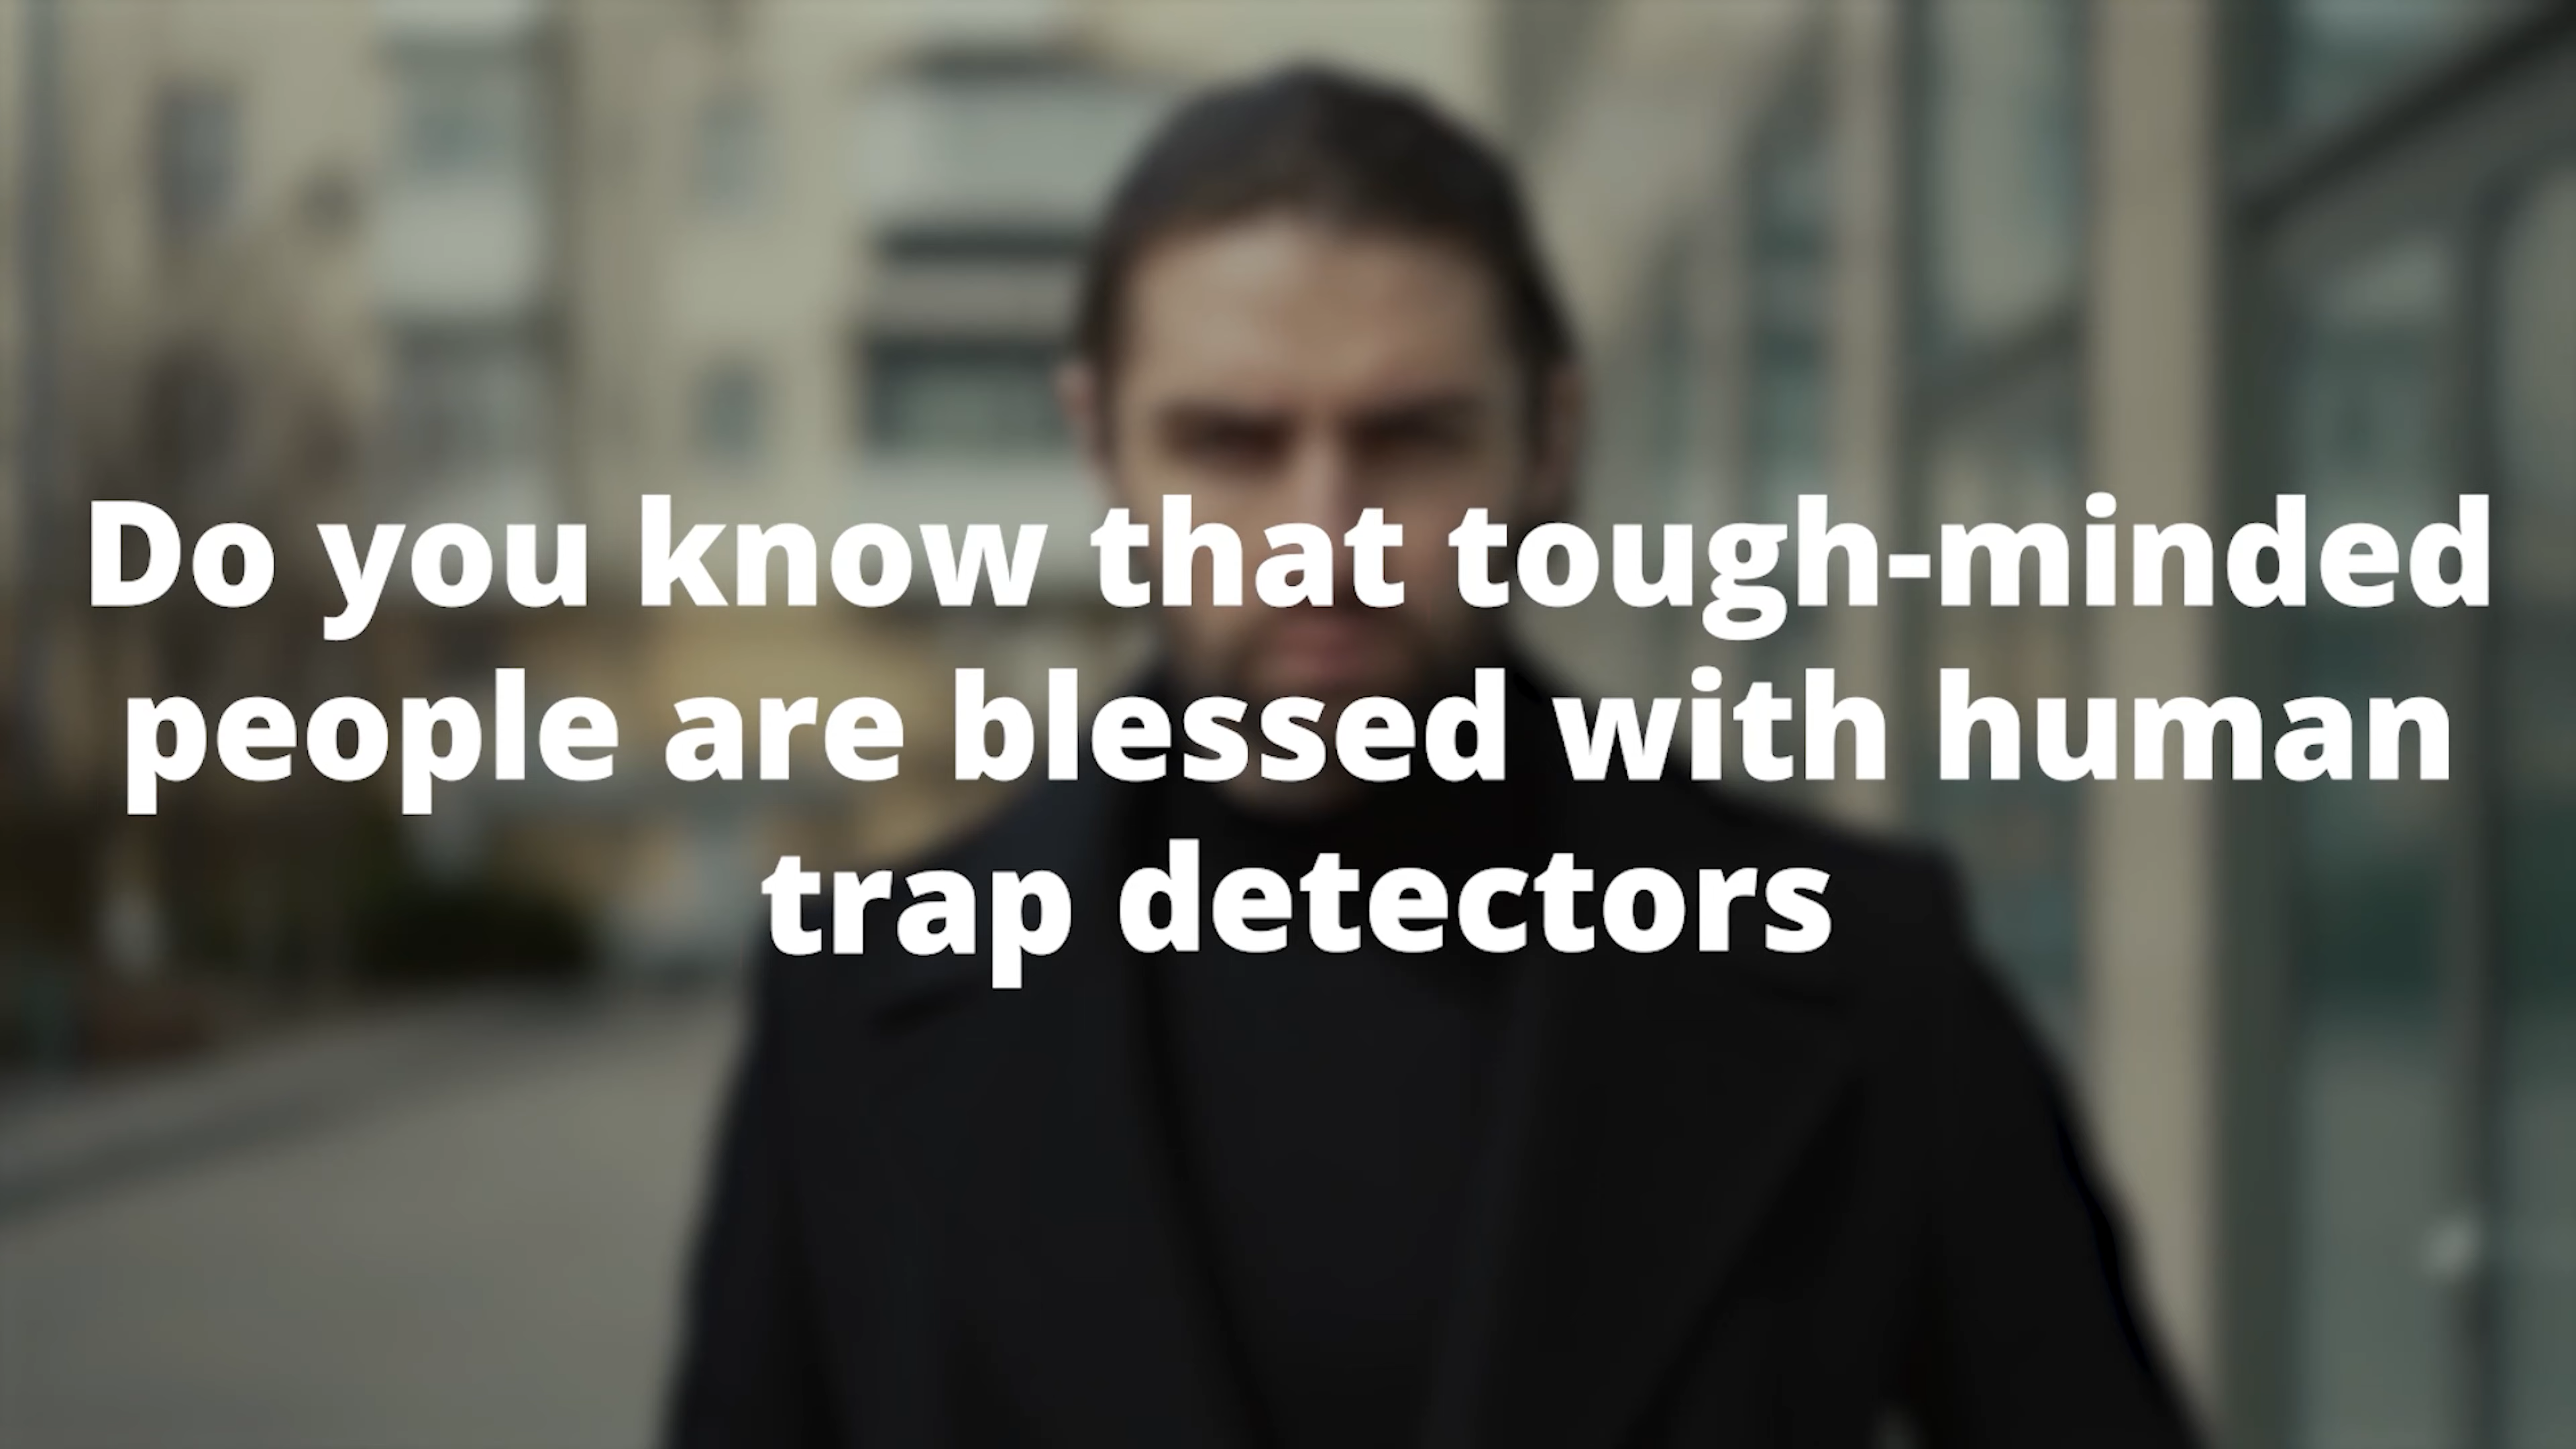 Do you know that tough-minded
people are blessed with human
trap detectors